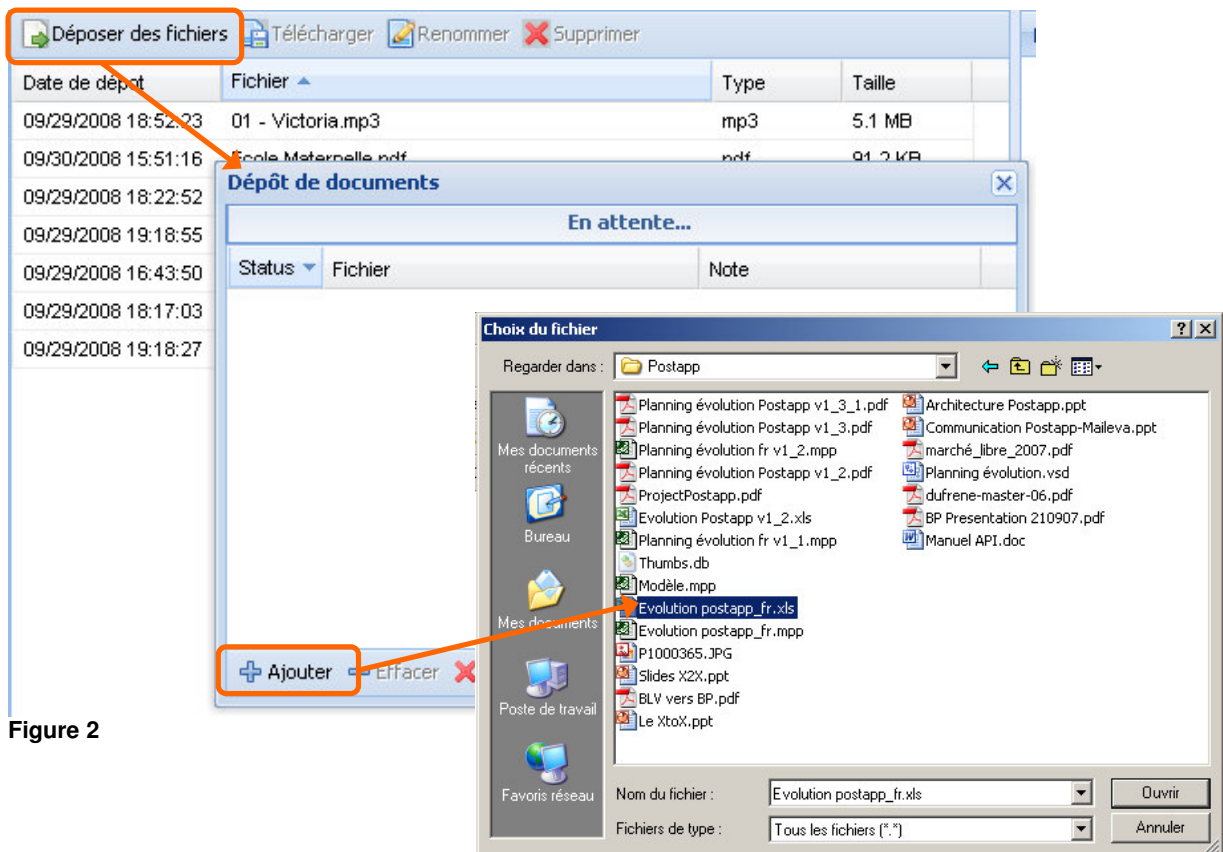 Déposer des fichiers Télécharger Renommer Supprimer
Date de dépot Fichier Type Taille
09/29/2008 18:52:23 01 - Victoria.mp3 mp3 5.1 MB
09/30/2008 15:51:16 Ecole Maternelle.pdf pdf 91.2 KB
09/29/2008 18:22:52
09/29/2008 19:18:55
09/29/2008 16:43:50
09/29/2008 18:17:03
09/29/2008 19:18:27
Dépôt de documents
En attente...
Status Fichier Note
Ajouter Effacer
Choix du fichier
Regarder dans : Postapp
Mes documents récents
Bureau
Mes documents
Poste de travail
Favoris réseau
Planning évolution Postapp v1_3_1.pdf
Planning évolution Postapp v1_3.pdf
Planning évolution fr v1_2.mpp
Planning évolution Postapp v1_2.pdf
ProjectPostapp.pdf
Evolution Postapp v1_2.xls
Planning évolution fr v1_1.mpp
Thumbs.db
Modèle.mpp
Evolution postapp_fr.xls
Evolution postapp_fr.mpp
P1000365.JPG
Slides X2X.ppt
BLV vers BP.pdf
Le XtoX.ppt
Architecture Postapp.ppt
Communication Postapp-Maileva.ppt
marché_libre_2007.pdf
Planning évolution.vsd
dufrene-master-06.pdf
BP Presentation 210907.pdf
Manuel API.doc
Nom du fichier : Evolution postapp_fr.xls Ouvrir
Fichiers de type : Tous les fichiers (*.*) Annuler
Figure 2